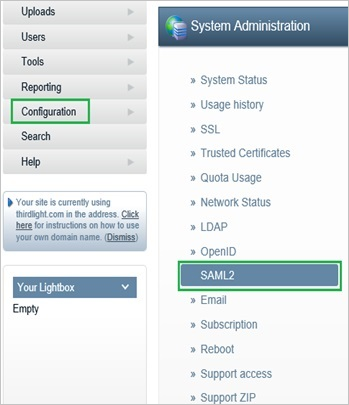 Uploads
Users
Tools
Reporting
Configuration
Search
Help
Your site is currently using
thirdlight.com in the address. Click
here for instructions on how to use
your own domain name. (Dismiss)
Your Lightbox
Empty
System Administration
» System Status
» Usage history
» SSL
» Trusted Certificates
» Quota Usage
» Network Status
» LDAP
» OpenID
SAML2
» Email
» Subscription
» Reboot
» Support access
» Support ZIP